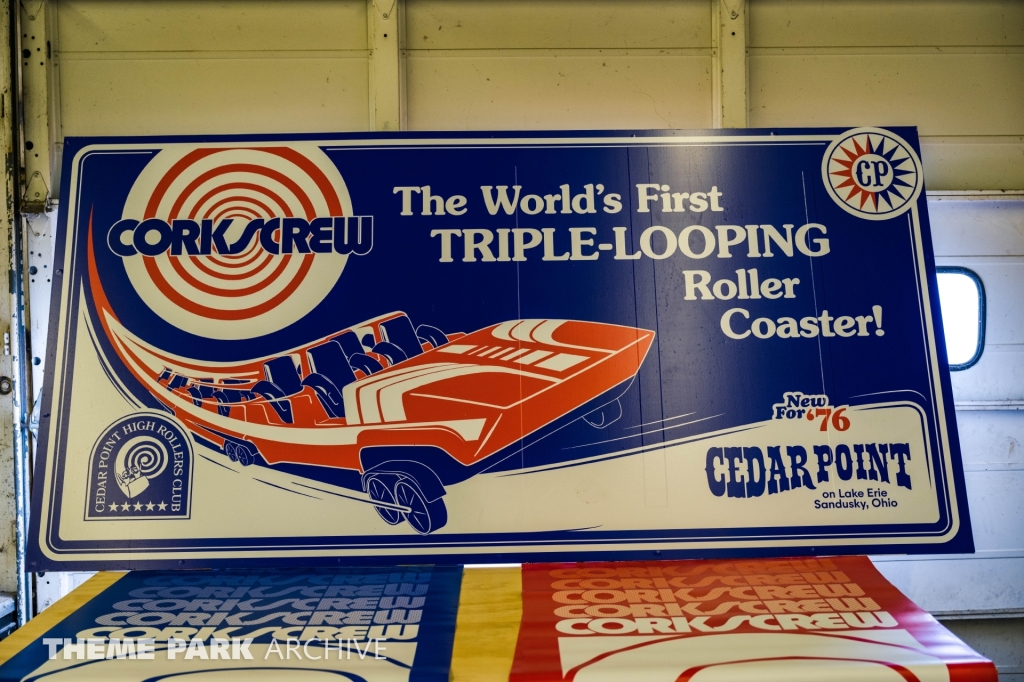 CORKSCREW
The World's First
TRIPLE-LOOPING
Roller
Coaster!
CP
New
For '76
CEDAR POINT
on Lake Erie
Sandusky, Ohio
CEDAR POINT HIGH ROLLERS CLUB
CORKSCREW
CORKSCREW
CORKSCREW
CORKSCREW
CORKSCREW
CORKSCREW
CORKSCREW
CORKSCREW
THEME PARK ARCHIVE